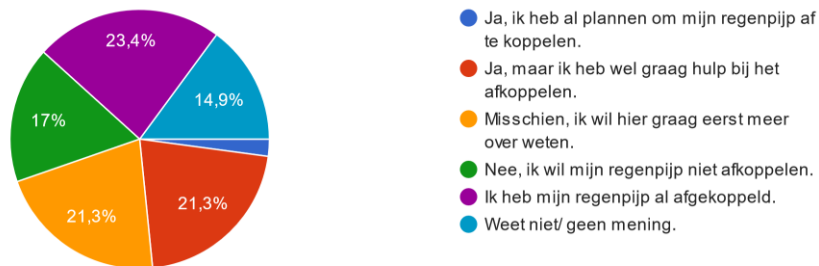 23,4%
14,9%
17%
21,3%
21,3%
Ja, ik heb al plannen om mijn regenpijp af
te koppelen.
Ja, maar ik heb wel graag hulp bij het
afkoppelen.
Misschien, ik wil hier graag eerst meer
over weten.
Nee, ik wil mijn regenpijp niet afkoppelen.
Ik heb mijn regenpijp al afgekoppeld.
Weet niet/ geen mening.